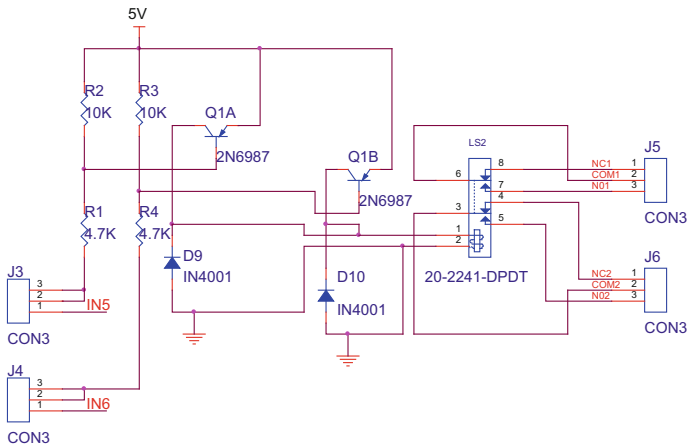 5V
R2
10K
R3
10K
Q1A
2N6987
Q1B
2N6987
LS2
6
8
7
4
3
5
1
2
20-2241-DPDT
NC1
COM1
N01
1
2
3
J5
CON3
R1
4.7K
R4
4.7K
D9
IN4001
D10
IN4001
NC2
COM2
N02
1
2
3
J6
CON3
J3
3
2
1
IN5
CON3
J4
3
2
1
IN6
CON3